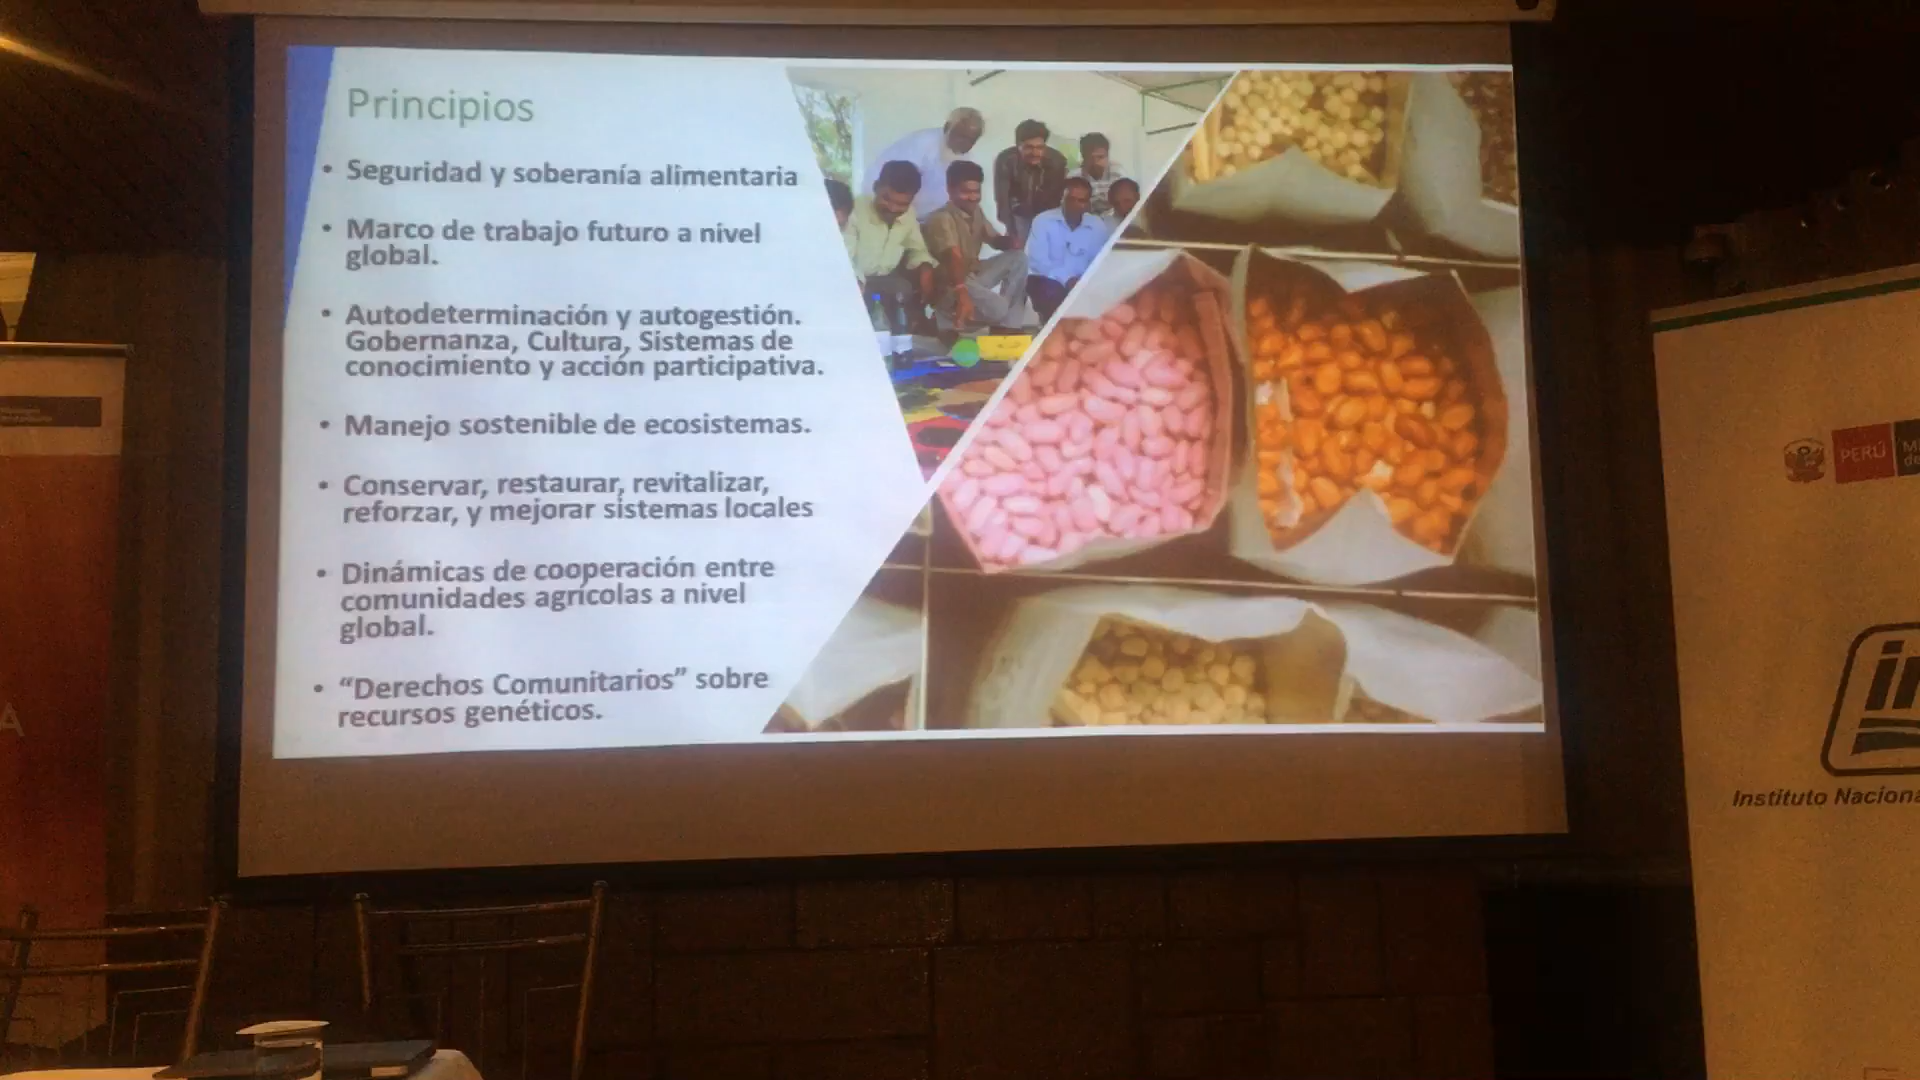 Principios
• Seguridad y soberanía alimentaria
• Marco de trabajo futuro a nivel
global.
• Autodeterminación y autogestión.
Gobernanza, Cultura, Sistemas de
conocimiento y acción participativa.
• Manejo sostenible de ecosistemas.
• Conservar, restaurar, revitalizar,
reforzar, y mejorar sistemas locales
• Dinámicas de cooperación entre
comunidades agrícolas a nivel
global.
• “Derechos Comunitarios” sobre
recursos genéticos.
PERÚ
Instituto